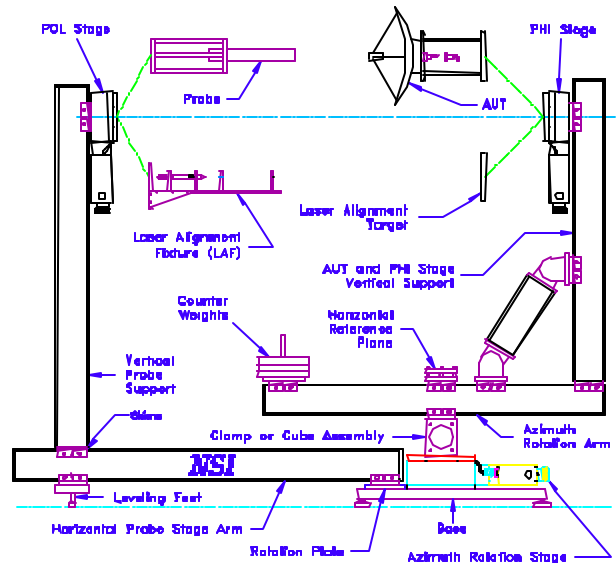 POL Stage
PHI Stage
Probe
AUT
Laser Alignment
Target
Laser Alignment
Fixture (LAF)
AUT and PHI Stage
Vertical Support
Counter
Weights
Horizontal
Reference
Plane
Vertical
Probe
Support
Clamp or Cube Assembly
Azimuth
Rotation Arm
NSI
Leveling Feet
Horizontal Probe Stage Arm
Base
Rotation Plate
Azimuth Rotation Stage